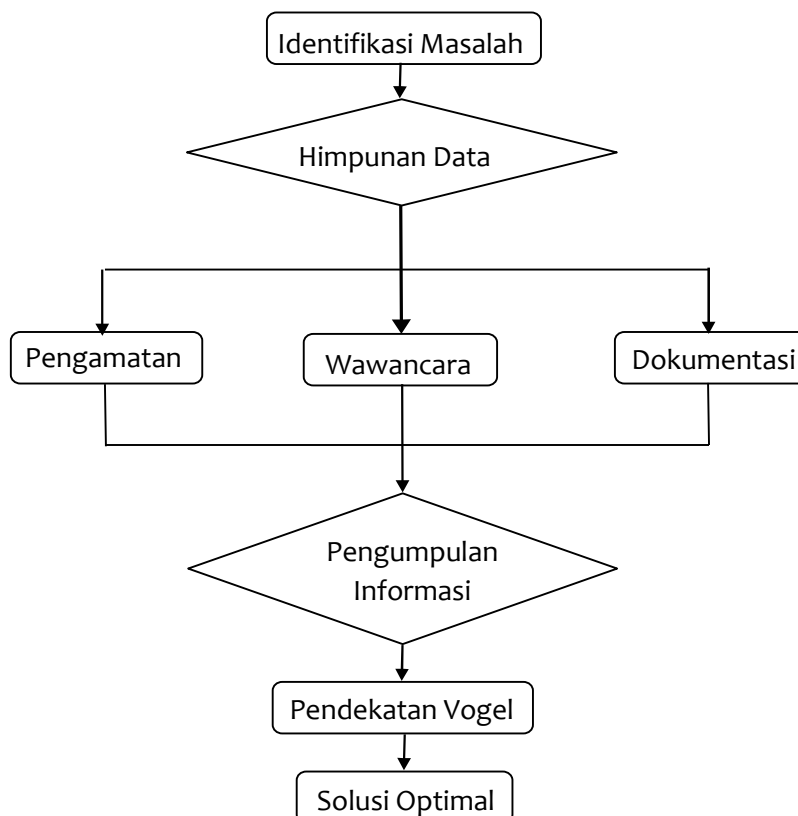 Identifikasi Masalah
Himpunan Data
Pengamatan
Wawancara
Dokumentasi
Pengumpulan
Informasi
Pendekatan Vogel
Solusi Optimal